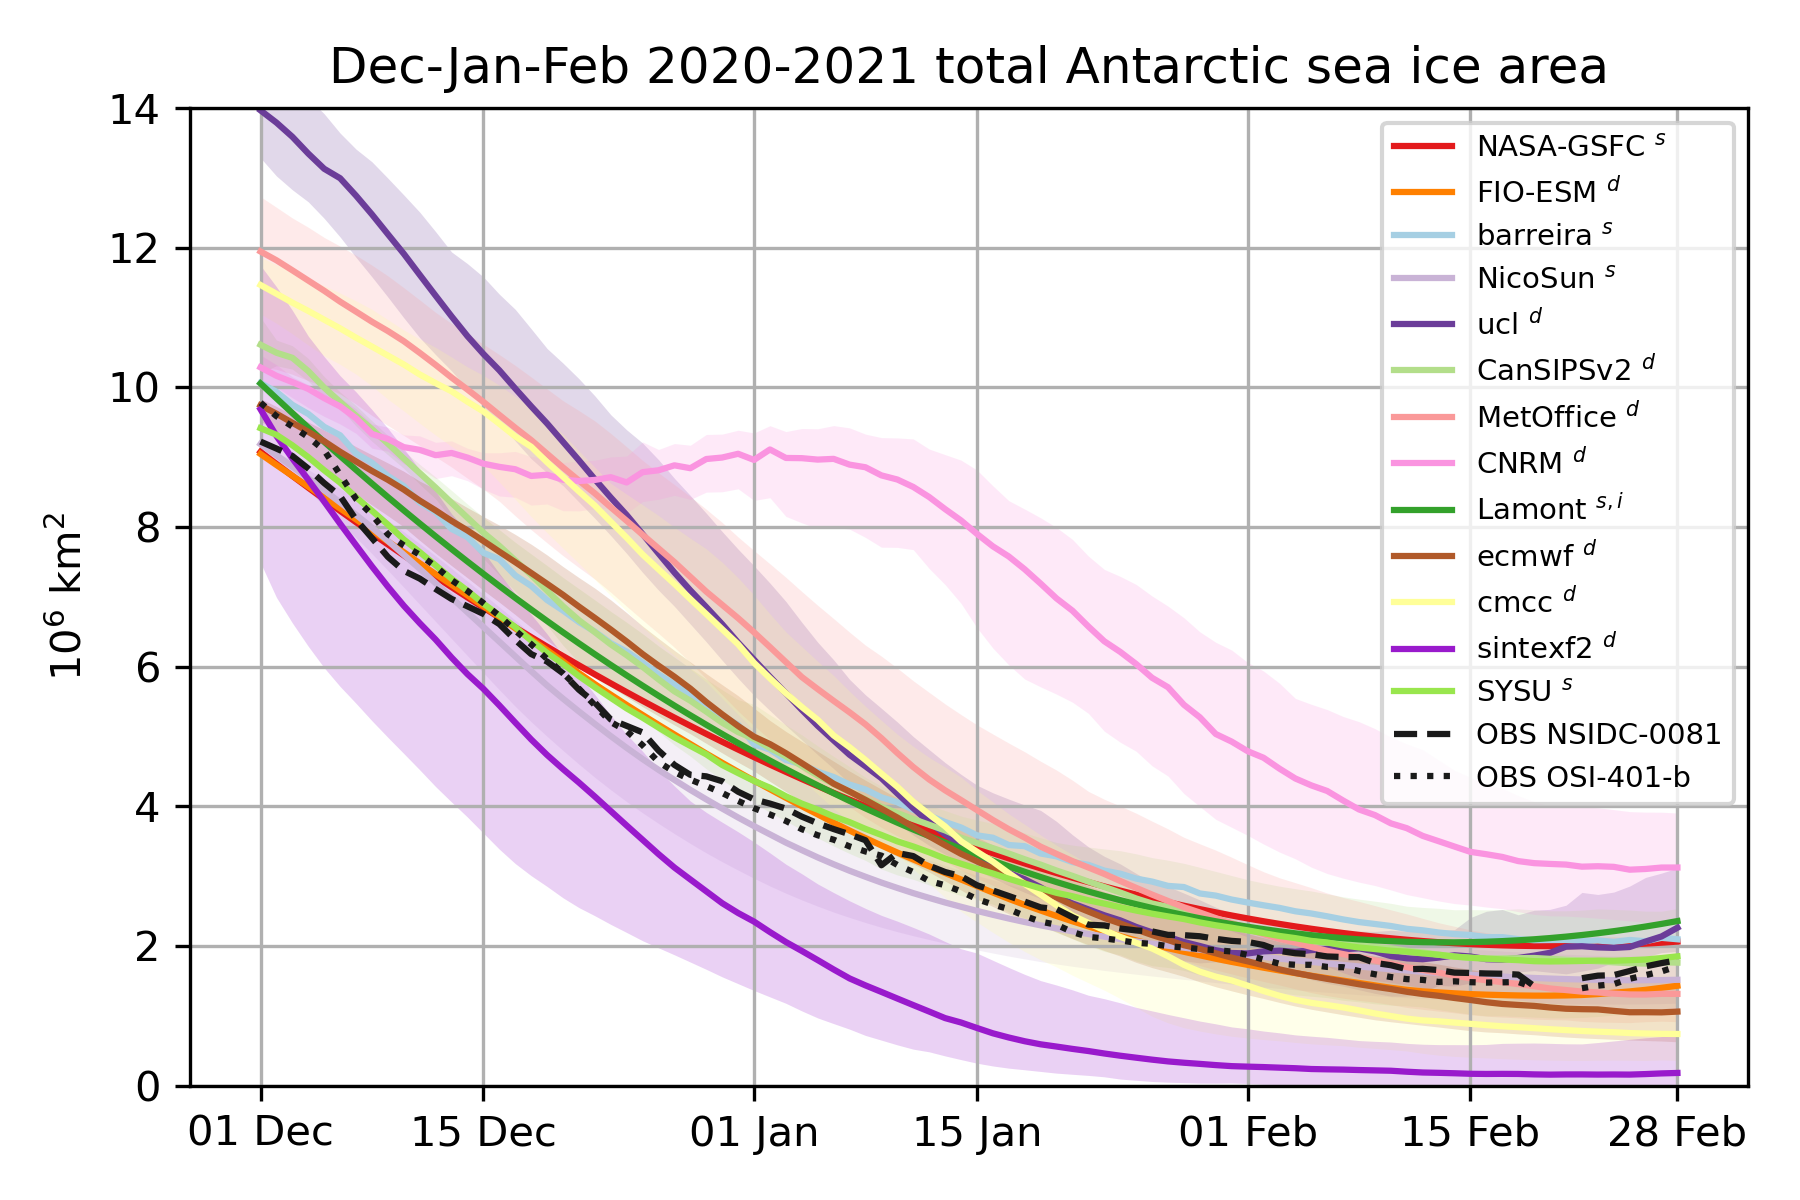 Dec-Jan-Feb 2020-2021 total Antarctic sea ice area
14
12
10
8
6
4
2
0
10⁶ km²
01 Dec
15 Dec
01 Jan
15 Jan
01 Feb
15 Feb
28 Feb
NASA-GSFC ˢ
FIO-ESM ᵈ
barreira ˢ
NicoSun ˢ
ucl ᵈ
CanSIPSv2 ᵈ
MetOffice ᵈ
CNRM ᵈ
Lamont ˢ,ⁱ
ecmwf ᵈ
cmcc ᵈ
sintexf2 ᵈ
SYSU ˢ
OBS NSIDC-0081
OBS OSI-401-b